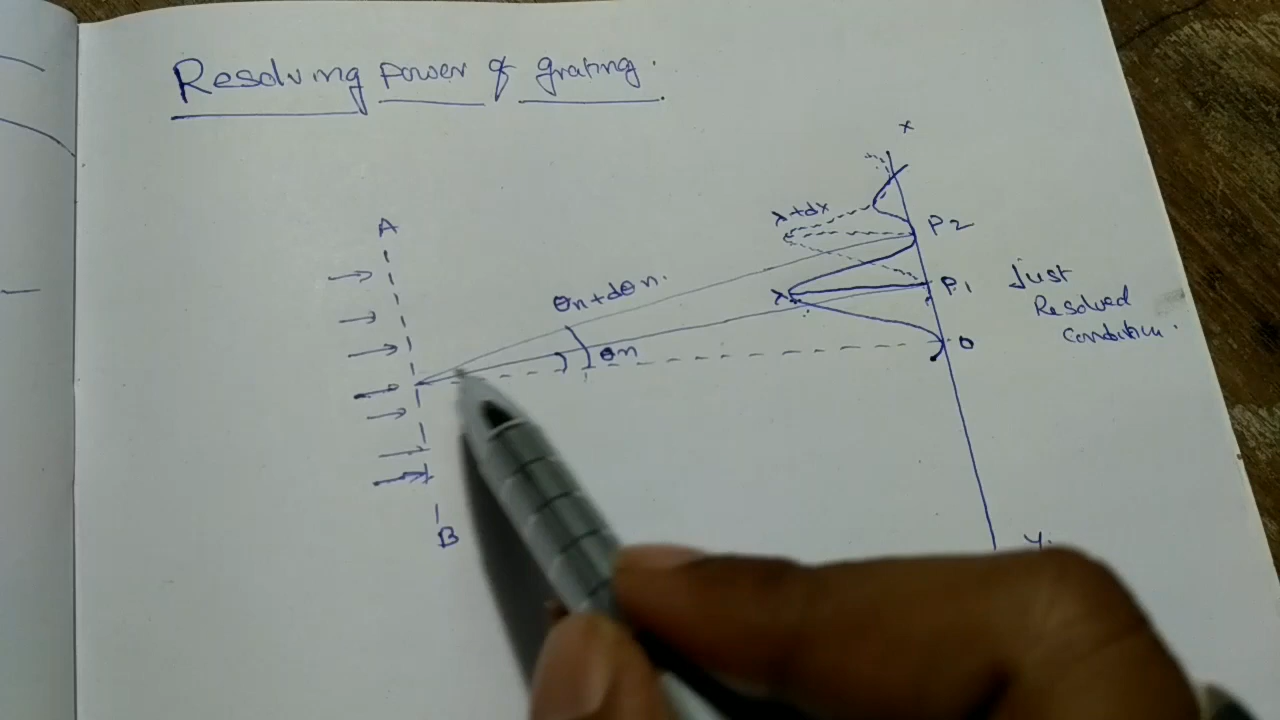 Resolving power of grating.
X
A
λ+dλ
P2
θn+dθn.
λ
P1
Just
Resolved
Condition.
θn
O
B
Y